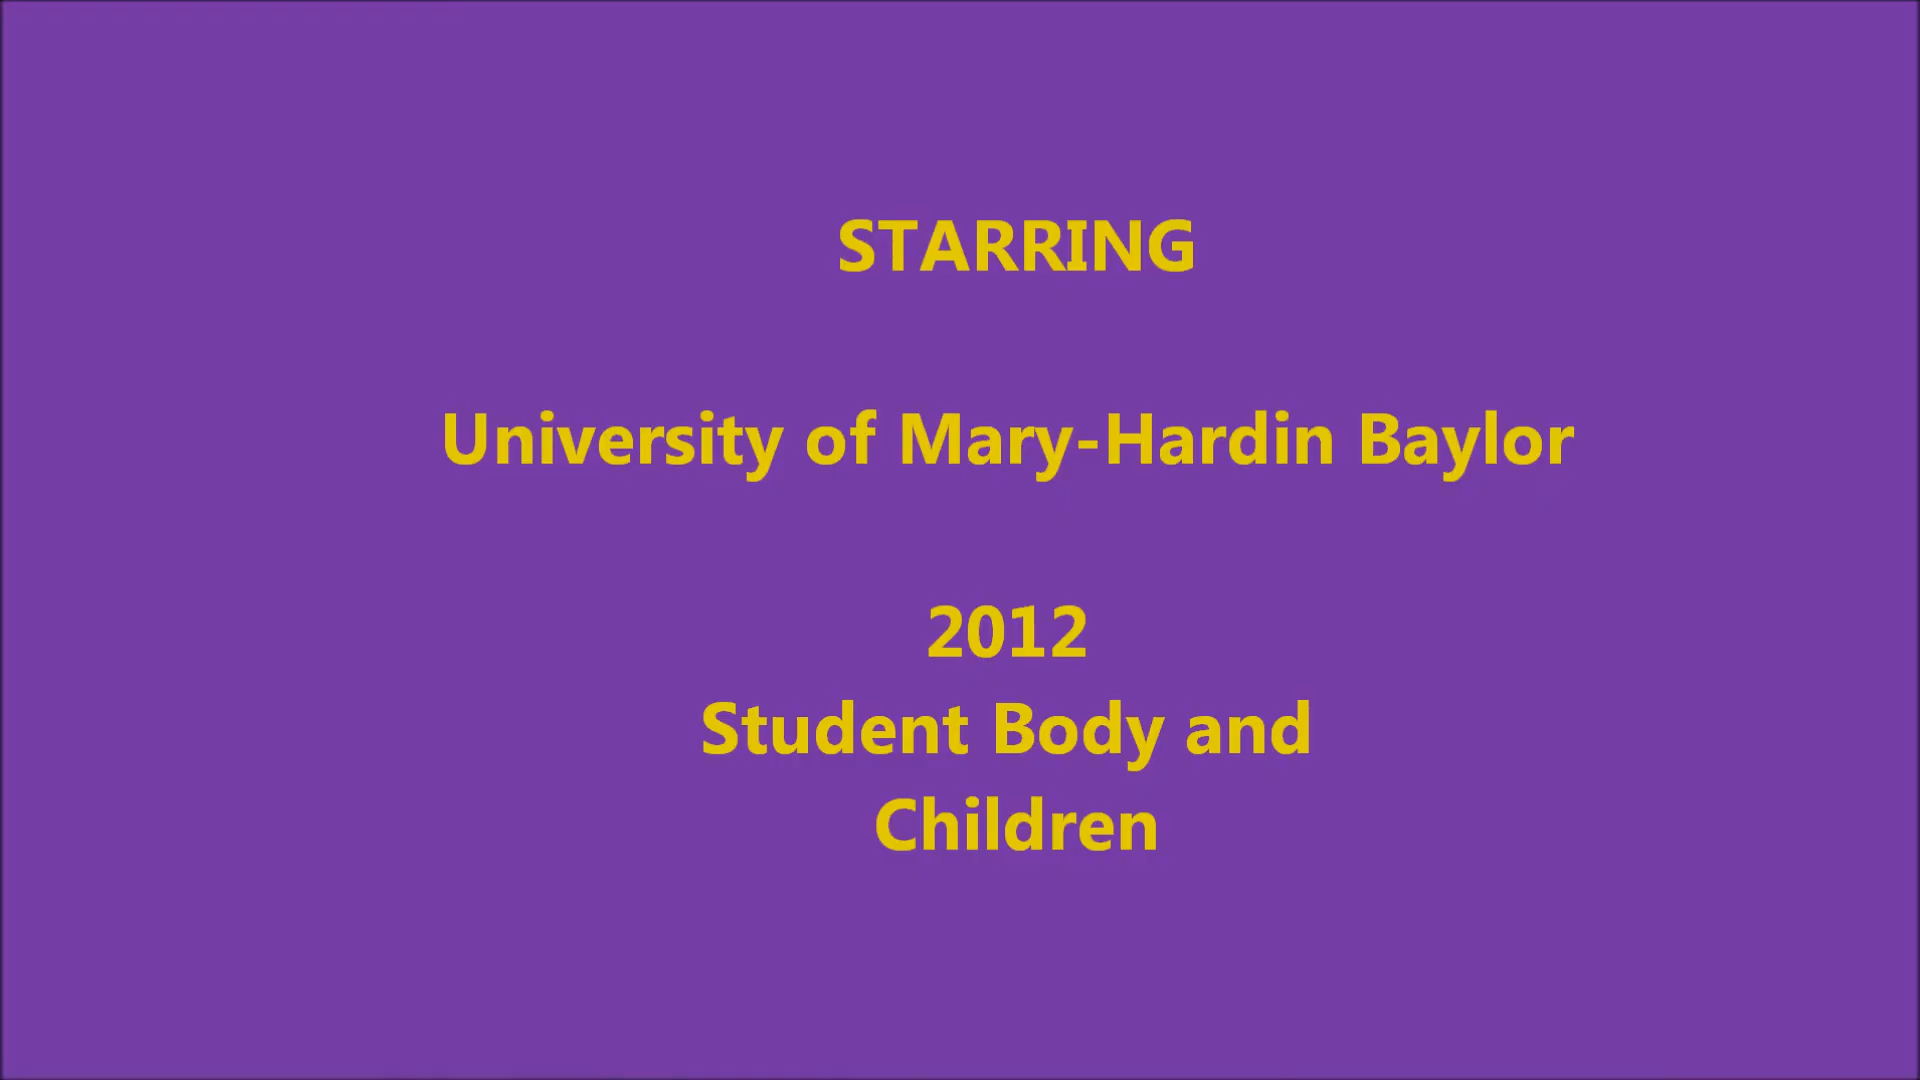 STARRING
University of Mary-Hardin Baylor
2012
Student Body and
Children